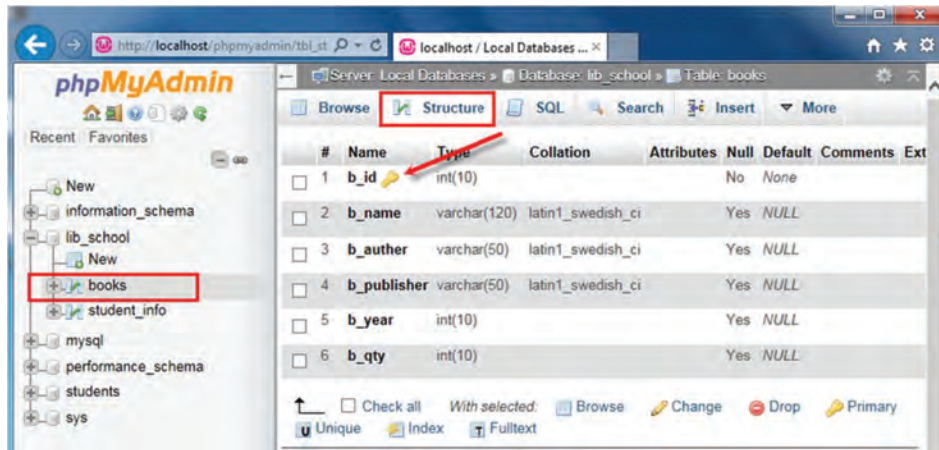 http://localhost/phpmyadmin/tbl_st
localhost / Local Databases ...
phpMyAdmin
Recent Favorites
New
information_schema
lib_school
New
books
student_info
mysql
performance_schema
students
sys
Server: Local Databases » Database: lib_school » Table: books
Browse Structure SQL Search Insert More
# Name Type Collation Attributes Null Default Comments Ext
1 b_id int(10) No None
2 b_name varchar(120) latin1_swedish_ci Yes NULL
3 b_auther varchar(50) latin1_swedish_ci Yes NULL
4 b_publisher varchar(50) latin1_swedish_ci Yes NULL
5 b_year int(10) Yes NULL
6 b_qty int(10) Yes NULL
Check all With selected: Browse Change Drop Primary
Unique Index Fulltext